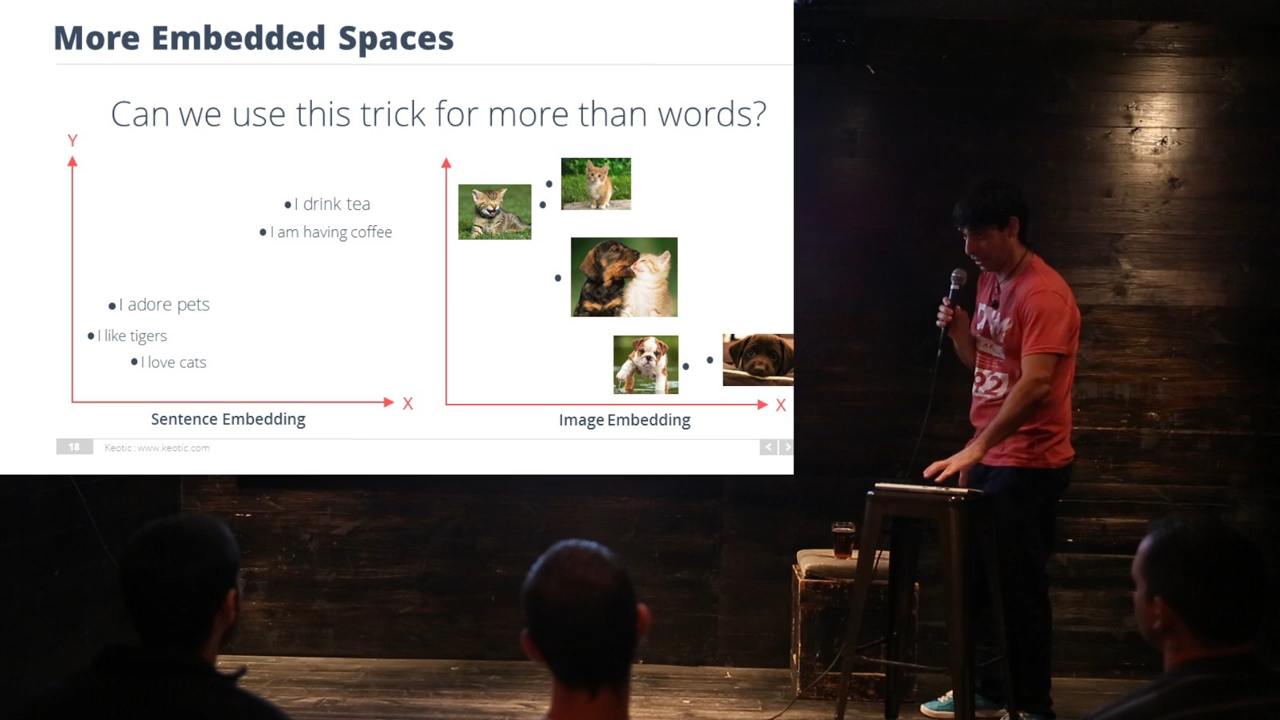 More Embedded Spaces
Can we use this trick for more than words?
Y
I drink tea
I am having coffee
I adore pets
I like tigers
I love cats
X
Sentence Embedding
X
Image Embedding
18
Keotic : www.keotic.com
22